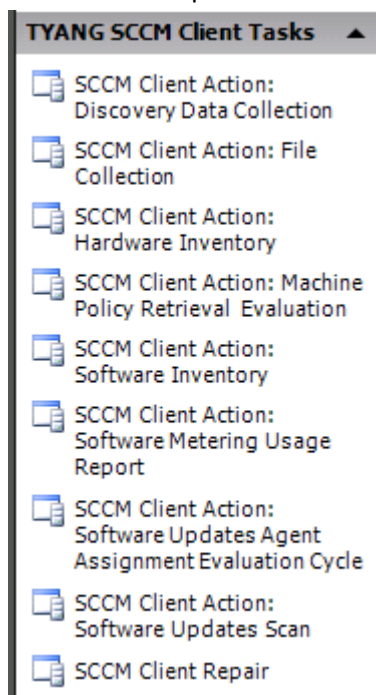 TYANG SCCM Client Tasks
SCCM Client Action:
Discovery Data Collection
SCCM Client Action: File
Collection
SCCM Client Action:
Hardware Inventory
SCCM Client Action: Machine
Policy Retrieval  Evaluation
SCCM Client Action:
Software Inventory
SCCM Client Action:
Software Metering Usage
Report
SCCM Client Action:
Software Updates Agent
Assignment Evaluation Cycle
SCCM Client Action:
Software Updates Scan
SCCM Client Repair